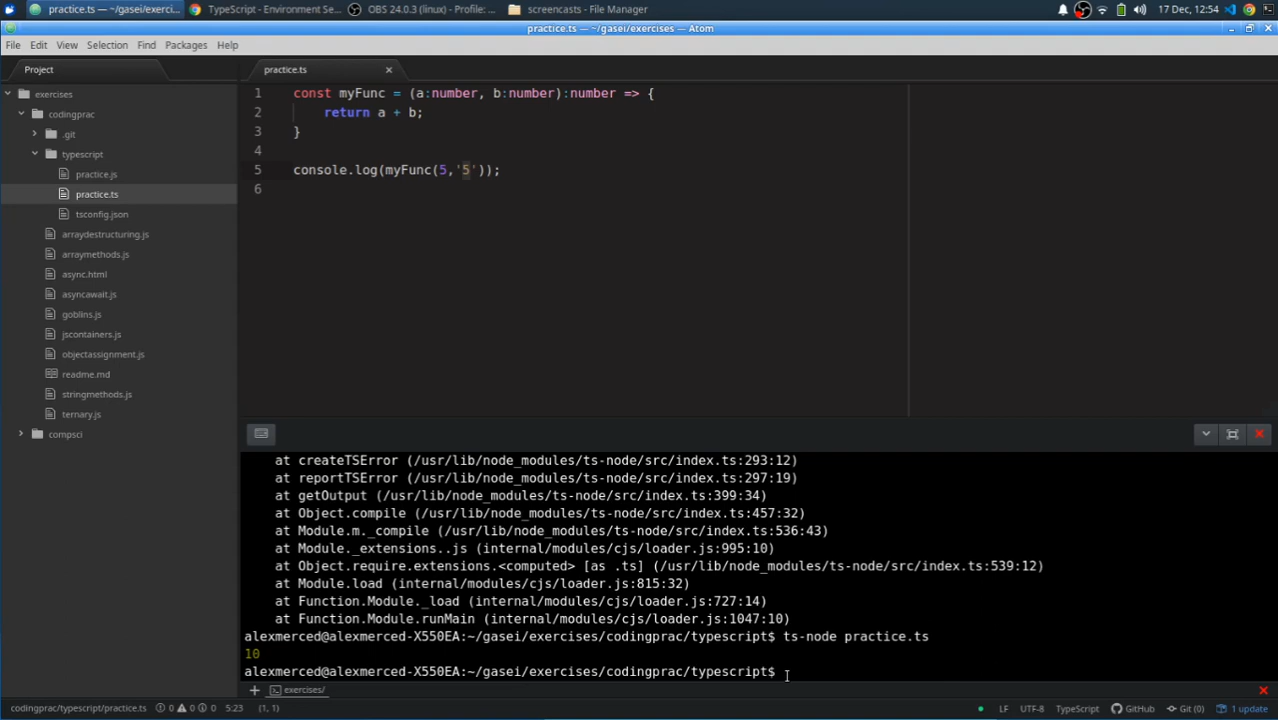 practice.ts — ~/gasei/exerci...
TypeScript - Environment Se...
OBS 24.0.3 (linux) - Profile: ...
screencasts - File Manager
17 Dec, 12:54
practice.ts — ~/gasei/exercises — Atom
File Edit View Selection Find Packages Help
Project
practice.ts
exercises
codingprac
.git
typescript
practice.js
practice.ts
tsconfig.json
arraydestructuring.js
arraymethods.js
async.html
asyncawait.js
goblins.js
jscontainers.js
objectassignment.js
readme.md
stringmethods.js
ternary.js
compsci
1 const myFunc = (a:number, b:number):number => {
2 return a + b;
3 }
4
5 console.log(myFunc(5,'5'));
6
at createTSError (/usr/lib/node_modules/ts-node/src/index.ts:293:12)
at reportTSError (/usr/lib/node_modules/ts-node/src/index.ts:297:19)
at getOutput (/usr/lib/node_modules/ts-node/src/index.ts:399:34)
at Object.compile (/usr/lib/node_modules/ts-node/src/index.ts:457:32)
at Module.m._compile (/usr/lib/node_modules/ts-node/src/index.ts:536:43)
at Module._extensions..js (internal/modules/cjs/loader.js:995:10)
at Object.require.extensions.<computed> [as .ts] (/usr/lib/node_modules/ts-node/src/index.ts:539:12)
at Module.load (internal/modules/cjs/loader.js:815:32)
at Function.Module._load (internal/modules/cjs/loader.js:727:14)
at Function.Module.runMain (internal/modules/cjs/loader.js:1047:10)
alexmerced@alexmerced-X550EA:~/gasei/exercises/codingprac/typescript$ ts-node practice.ts
10
alexmerced@alexmerced-X550EA:~/gasei/exercises/codingprac/typescript$
+ exercises/
codingprac/typescript/practice.ts 0 0 0 5:23 (1, 1)
LF UTF-8 TypeScript GitHub Git (0) 1 update